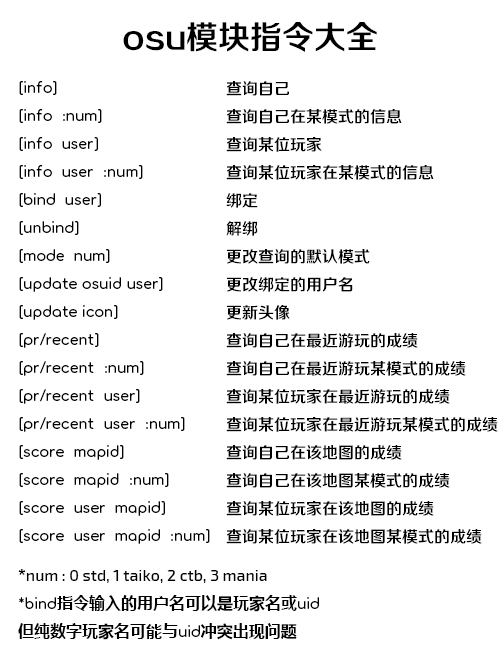 osu模块指令大全
[info] 查询自己
[info :num] 查询自己在某模式的信息
[info user] 查询某位玩家
[info user :num] 查询某位玩家在某模式的信息
[bind user] 绑定
[unbind] 解绑
[mode num] 更改查询的默认模式
[update osuid user] 更改绑定的用户名
[update icon] 更新头像
[pr/recent] 查询自己在最近游玩的成绩
[pr/recent :num] 查询自己在最近游玩某模式的成绩
[pr/recent user] 查询某位玩家在最近游玩的成绩
[pr/recent user :num] 查询某位玩家在最近游玩某模式的成绩
[score mapid] 查询自己在该地图的成绩
[score mapid :num] 查询自己在该地图某模式的成绩
[score user mapid] 查询某位玩家在该地图的成绩
[score user mapid :num] 查询某位玩家在该地图某模式的成绩
*num : 0 std, 1 taiko, 2 ctb, 3 mania
*bind指令输入的用户名可以是玩家名或uid
但纯数字玩家名可能与uid冲突出现问题